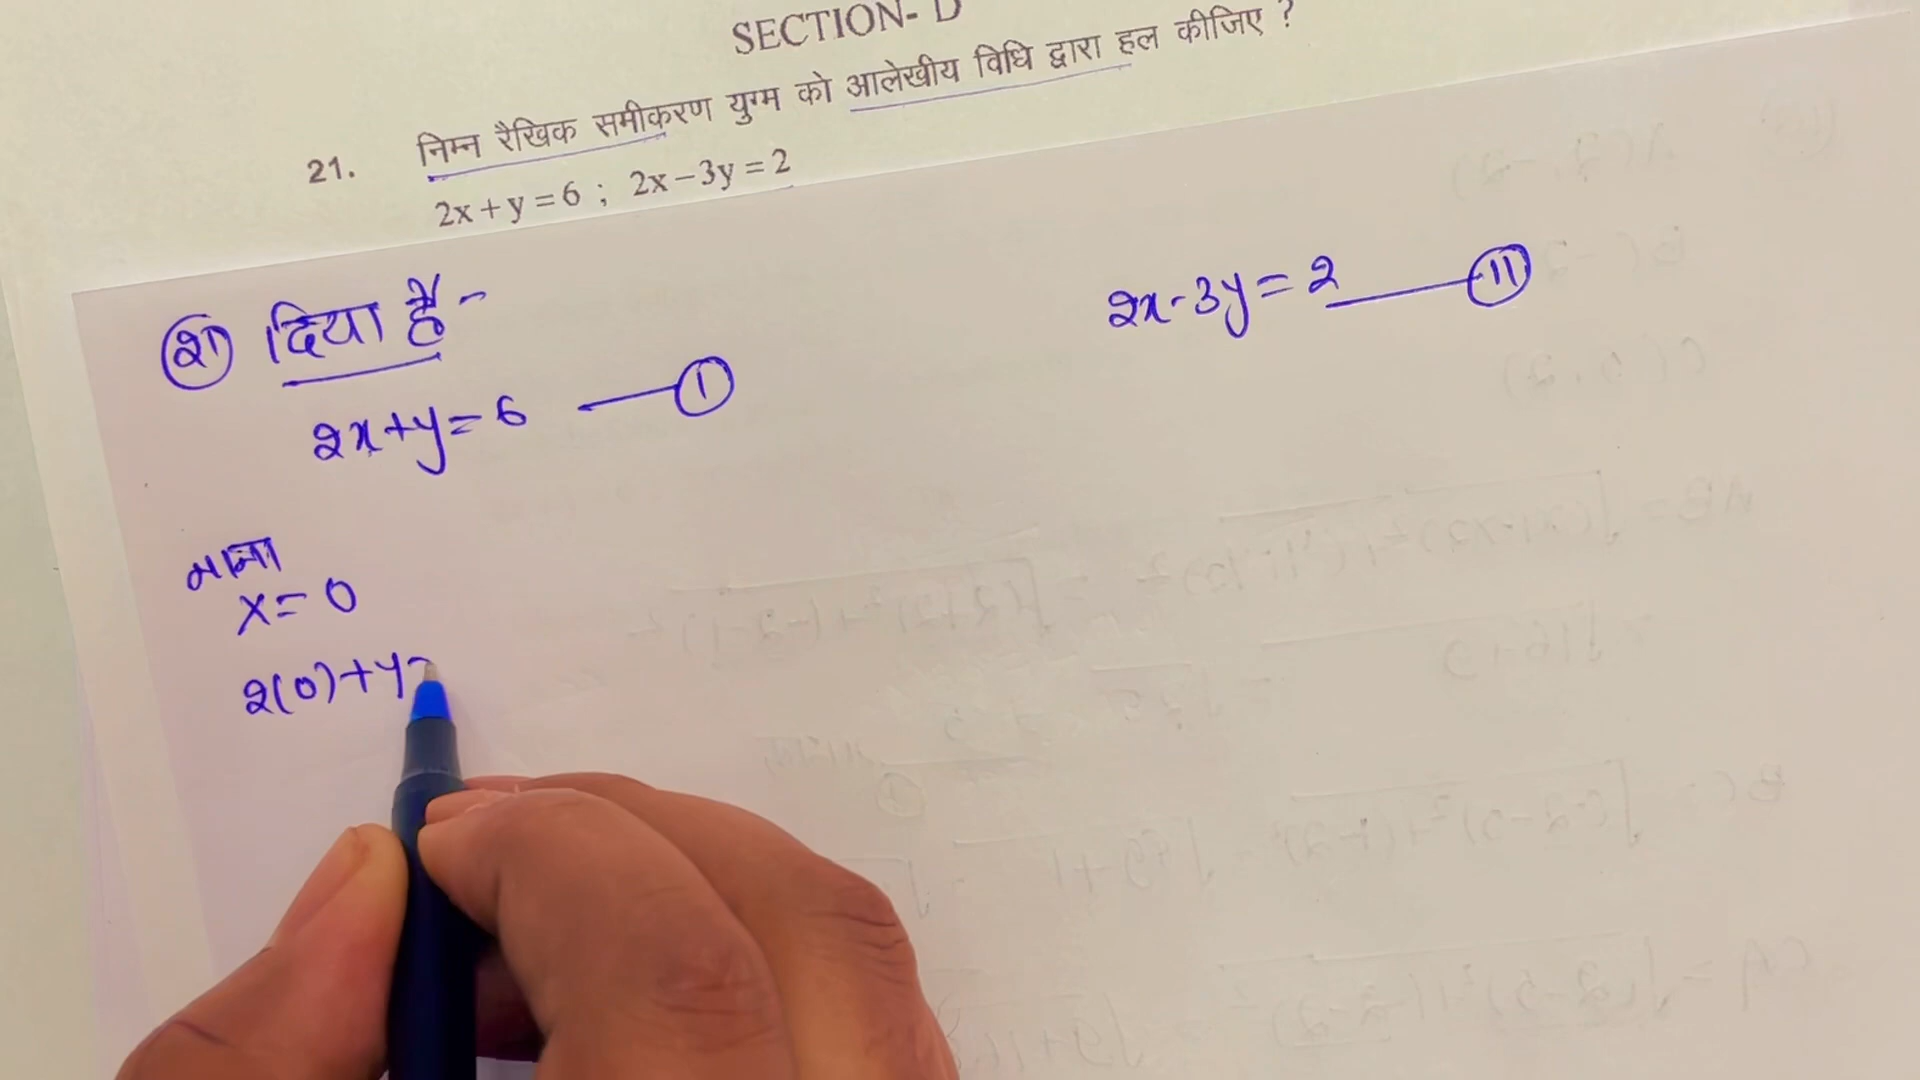 SECTION- D
21. निम्न रैखिक समीकरण युग्म को आलेखीय विधि द्वारा हल कीजिए ?
2x+y=6 ; 2x−3y=2
21 दिया है -
2x+y=6 —— I
2x-3y=2 —— II
माना
x=0
2(0)+y=